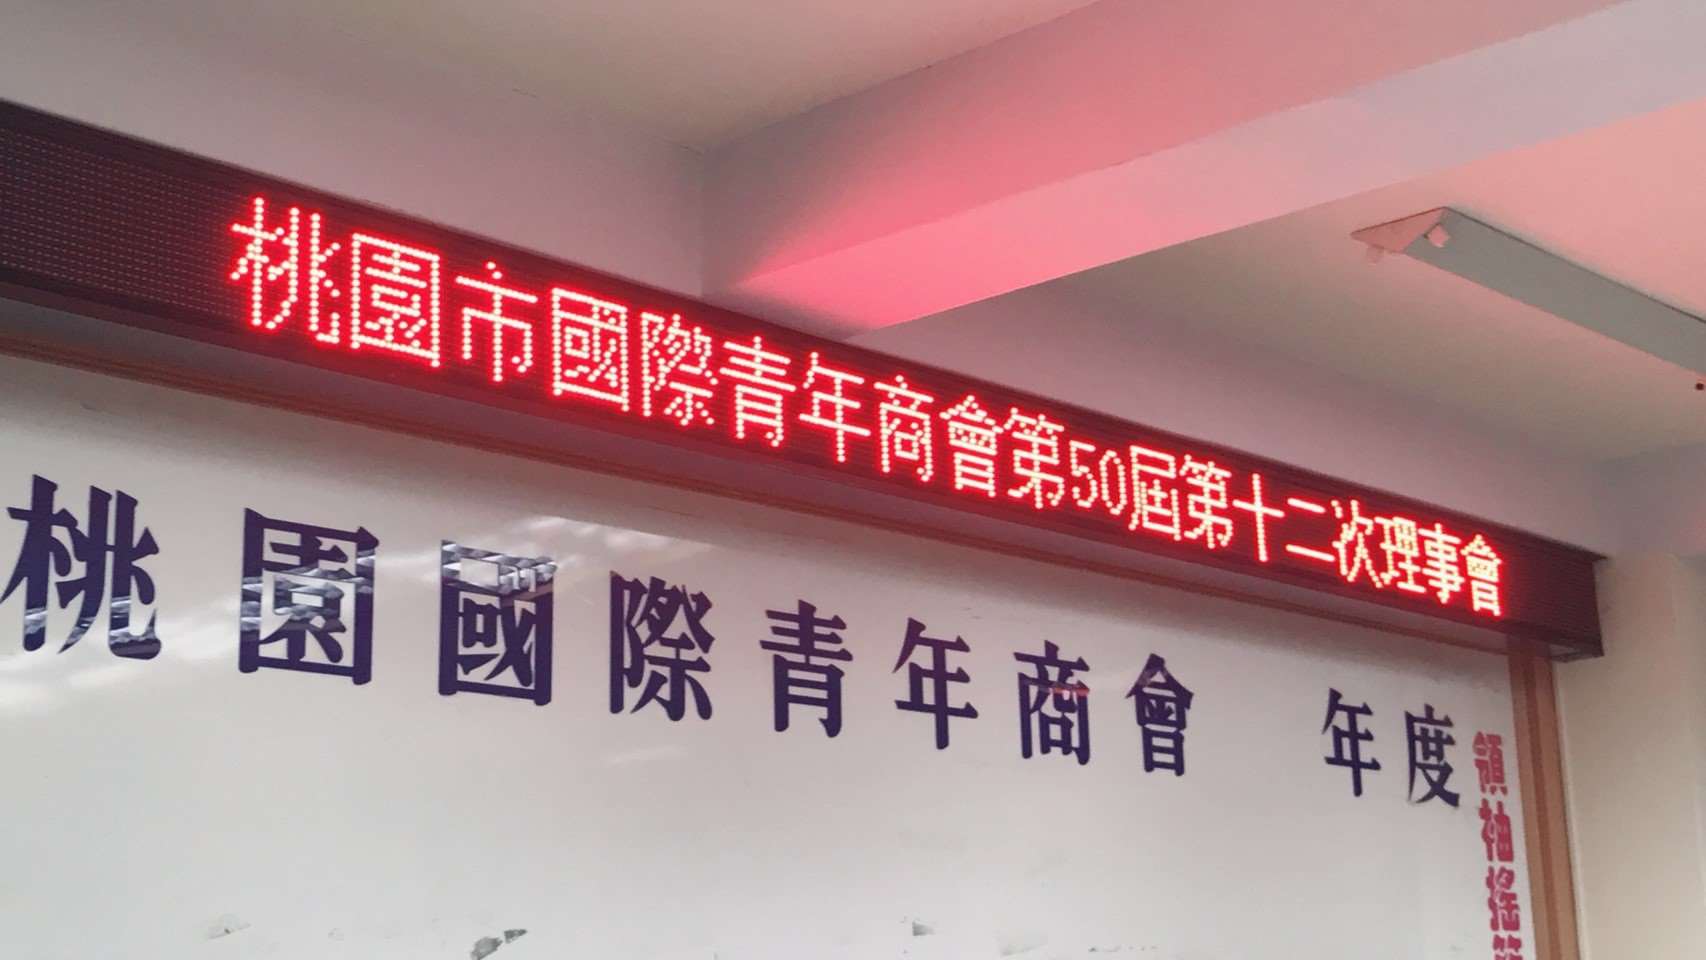 桃園市國際青年商會第50屆第十二次理事會
桃園國際青年商會 年度
領袖搖